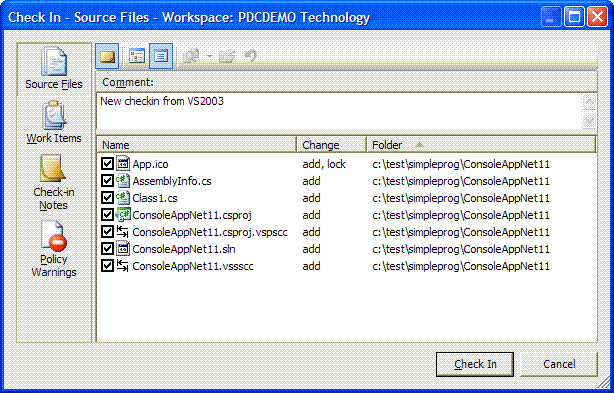 Check In - Source Files - Workspace: PDCDEMO Technology
Source Files
Work Items
Check-in Notes
Policy Warnings
Comment:
New checkin from VS2003
Name Change Folder
App.ico add, lock c:\test\simpleprog\ConsoleAppNet11
AssemblyInfo.cs add c:\test\simpleprog\ConsoleAppNet11
Class1.cs add c:\test\simpleprog\ConsoleAppNet11
ConsoleAppNet11.csproj add c:\test\simpleprog\ConsoleAppNet11
ConsoleAppNet11.csproj.vspscc add c:\test\simpleprog\ConsoleAppNet11
ConsoleAppNet11.sln add c:\test\simpleprog\ConsoleAppNet11
ConsoleAppNet11.vssscc add c:\test\simpleprog\ConsoleAppNet11
Check In Cancel